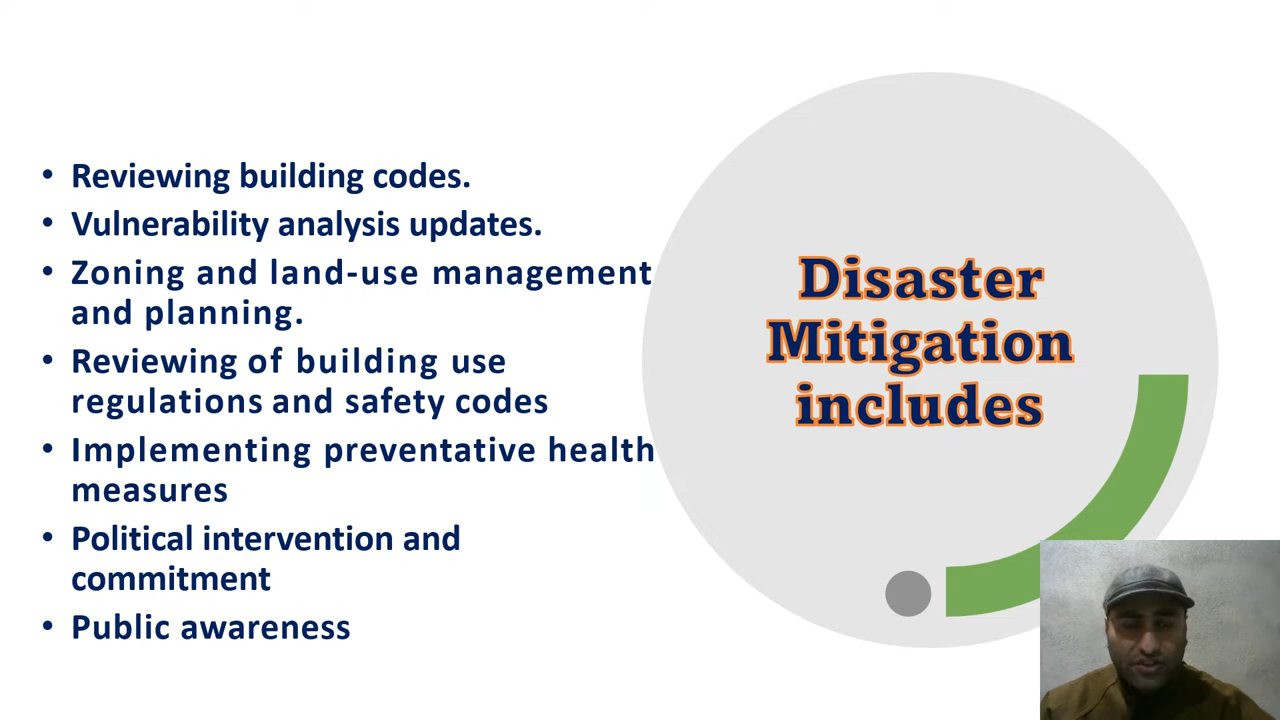 • Reviewing building codes.
• Vulnerability analysis updates.
• Zoning and land-use management
and planning.
• Reviewing of building use
regulations and safety codes
• Implementing preventative health
measures
• Political intervention and
commitment
• Public awareness
Disaster
Mitigation
includes